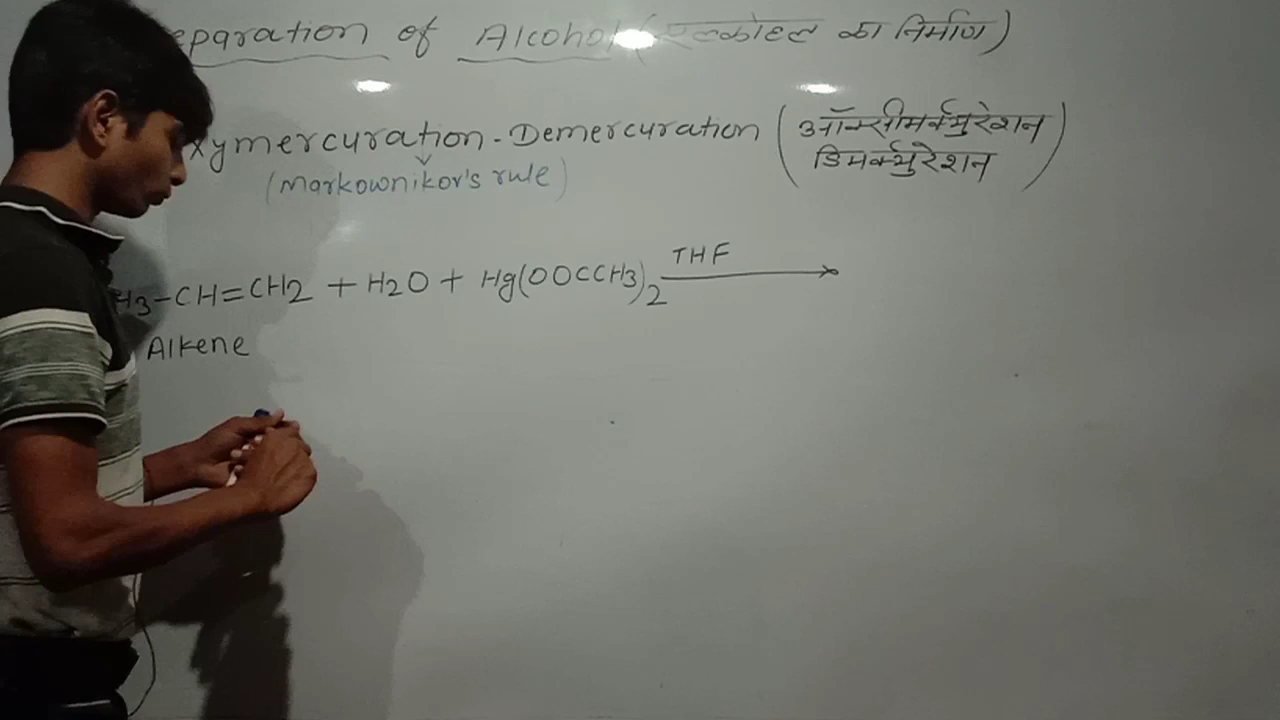 eparation of Alcohol (एल्कोहल का निर्माण)
xymercuration-Demercuration (ऑक्सीमर्क्युरेशन
डिमर्क्युरेशन)
(Markownikov's rule)
H3-CH=CH2 + H2O + Hg(OOCCH3)2 THF
Alkene